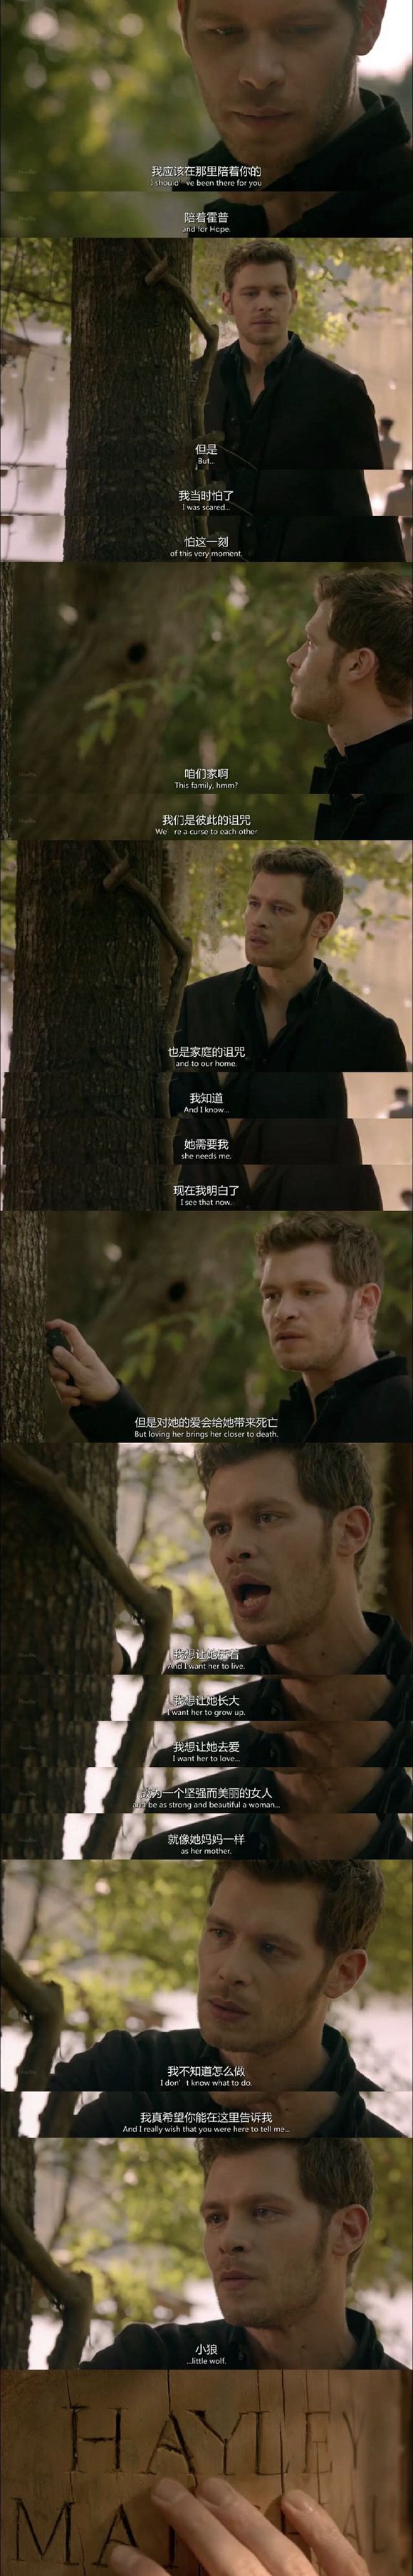 我应该在那里陪着你的
I should 've been there for you
陪着霍普
and for Hope.
但是
But...
我当时怕了
I was scared...
怕这一刻
of this very moment.
咱们家啊
This family, hmm?
我们是彼此的诅咒
We' re a curse to each other
也是家庭的诅咒
and to our home.
我知道
And I know...
她需要我
she needs me.
现在我明白了
I see that now.
但是对她的爱会给她带来死亡
But loving her brings her closer to death.
我想让她活着
And I want her to live.
我想让她长大
I want her to grow up.
我想让她去爱
I want her to love...
成为一个坚强而美丽的女人
and be as strong and beautiful a woman...
就像她妈妈一样
as her mother.
我不知道怎么做
I don' t know what to do.
我真希望你能在这里告诉我
And I really wish that you were here to tell me...
小狼
...little wolf.
HAYLEY